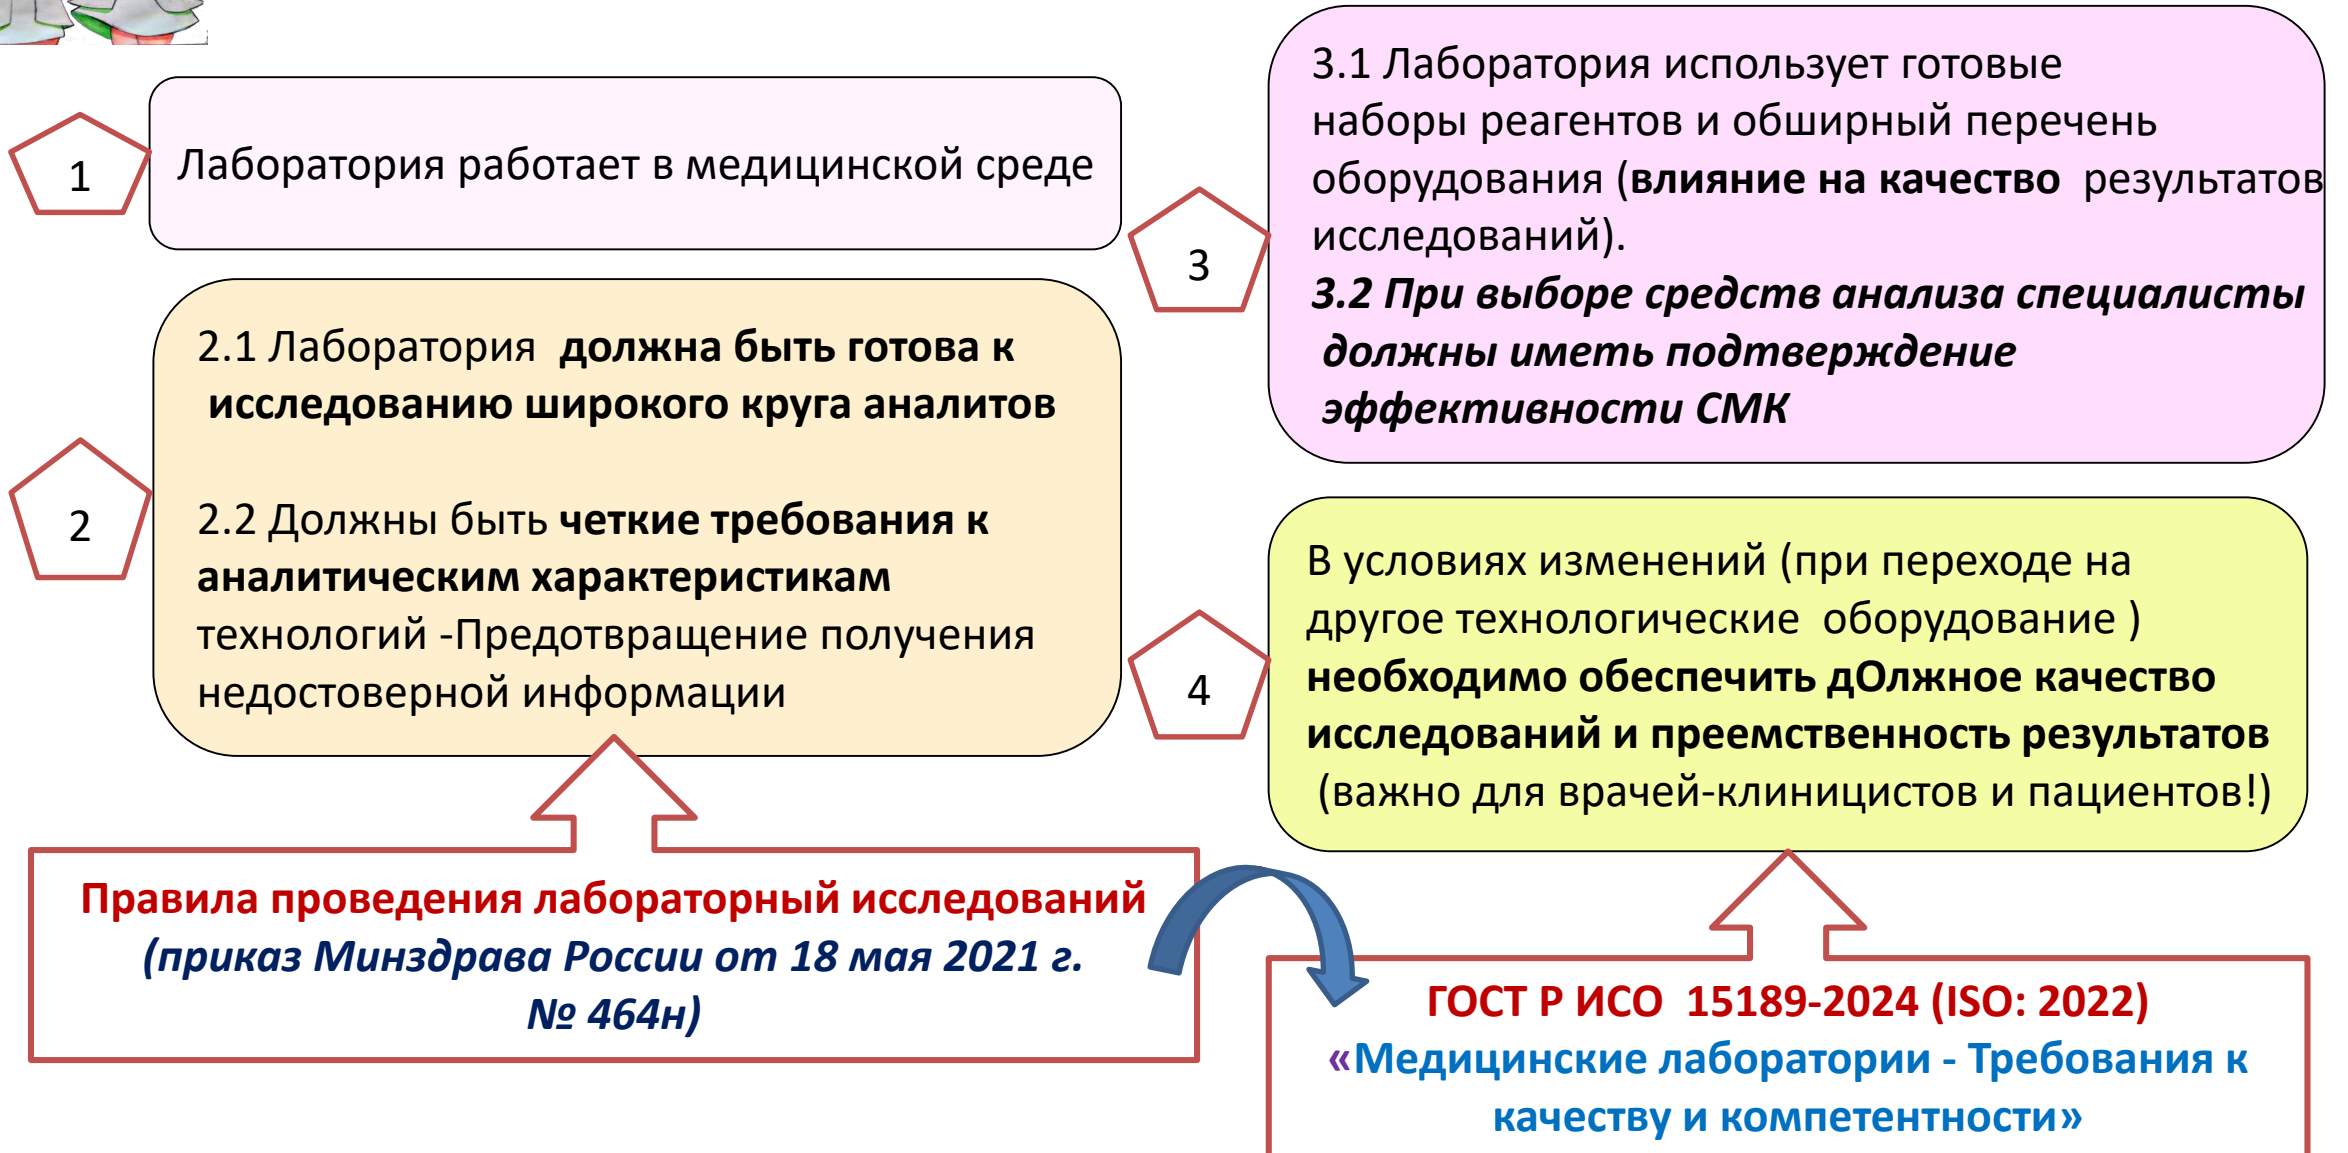 1
Лаборатория работает в медицинской среде
2
2.1 Лаборатория должна быть готова к
исследованию широкого круга аналитов
2.2 Должны быть четкие требования к
аналитическим характеристикам
технологий -Предотвращение получения
недостоверной информации
Правила проведения лабораторный исследований
(приказ Минздрава России от 18 мая 2021 г.
№ 464н)
3
3.1 Лаборатория использует готовые
наборы реагентов и обширный перечень
оборудования (влияние на качество результатов
исследований).
3.2 При выборе средств анализа специалисты
должны иметь подтверждение
эффективности СМК
4
В условиях изменений (при переходе на
другое технологические оборудование )
необходимо обеспечить дОлжное качество
исследований и преемственность результатов
(важно для врачей-клиницистов и пациентов!)
ГОСТ Р ИСО 15189-2024 (ISO: 2022)
«Медицинские лаборатории - Требования к
качеству и компетентности»